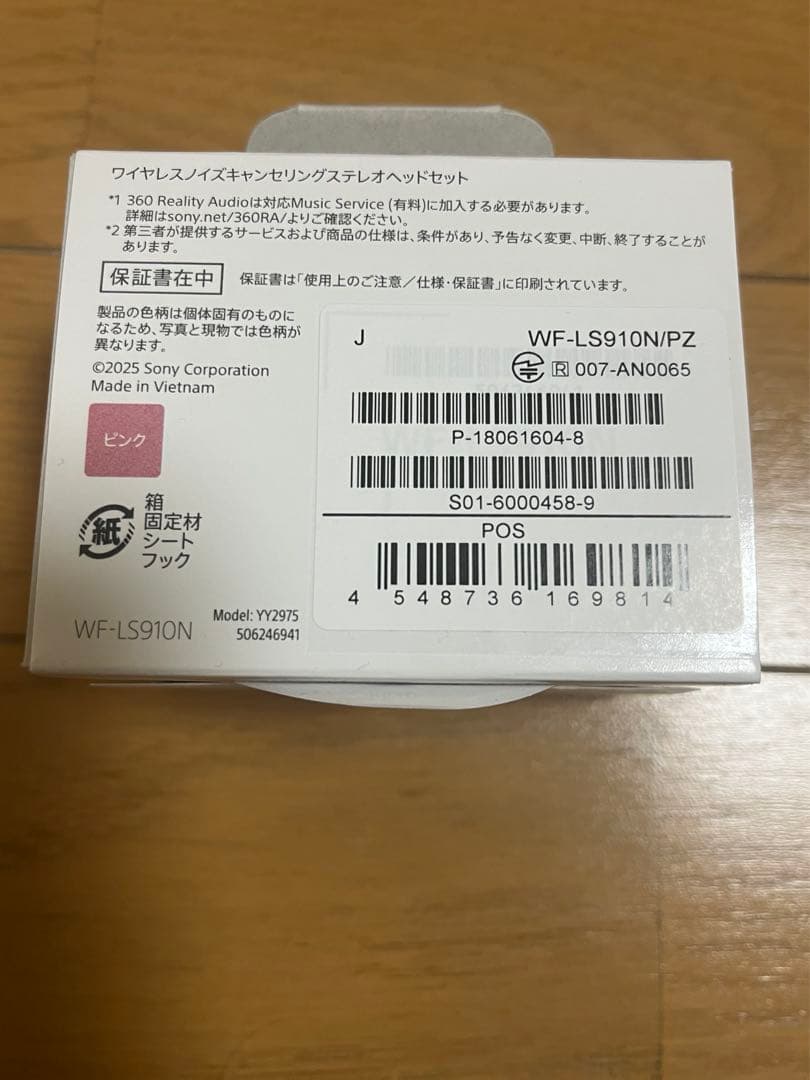 ワイヤレスノイズキャンセリングステレオヘッドセット
*1 360 Reality Audioは対応Music Service (有料)に加入する必要があります。
詳細はsony.net/360RA/よりご確認ください。
*2 第三者が提供するサービスおよび商品の仕様は、条件があり、予告なく変更、中断、終了することが
あります。
保証書在中
保証書は「使用上のご注意/仕様・保証書」に印刷されています。
製品の色柄は個体固有のものに
なるため、写真と現物では色柄が
異なります。
©2025 Sony Corporation
Made in Vietnam
ピンク
紙
箱
固定材
シート
フック
WF-LS910N
Model: YY2975
506246941
J
WF-LS910N/PZ
R 007-AN0065
P-18061604-8
S01-6000458-9
POS
4 548736 169814